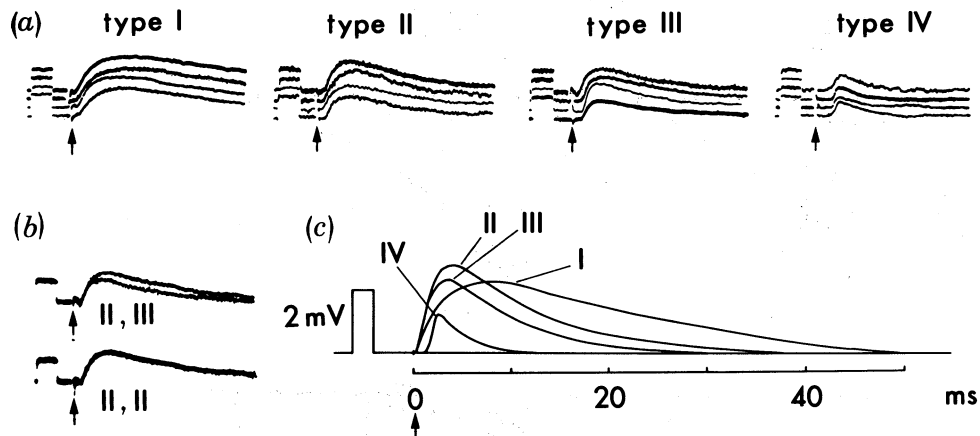 (a) type I type II type III type IV
(b) (c)
II III
IV I
2 mV
II , III
II , II
0 20 40 ms